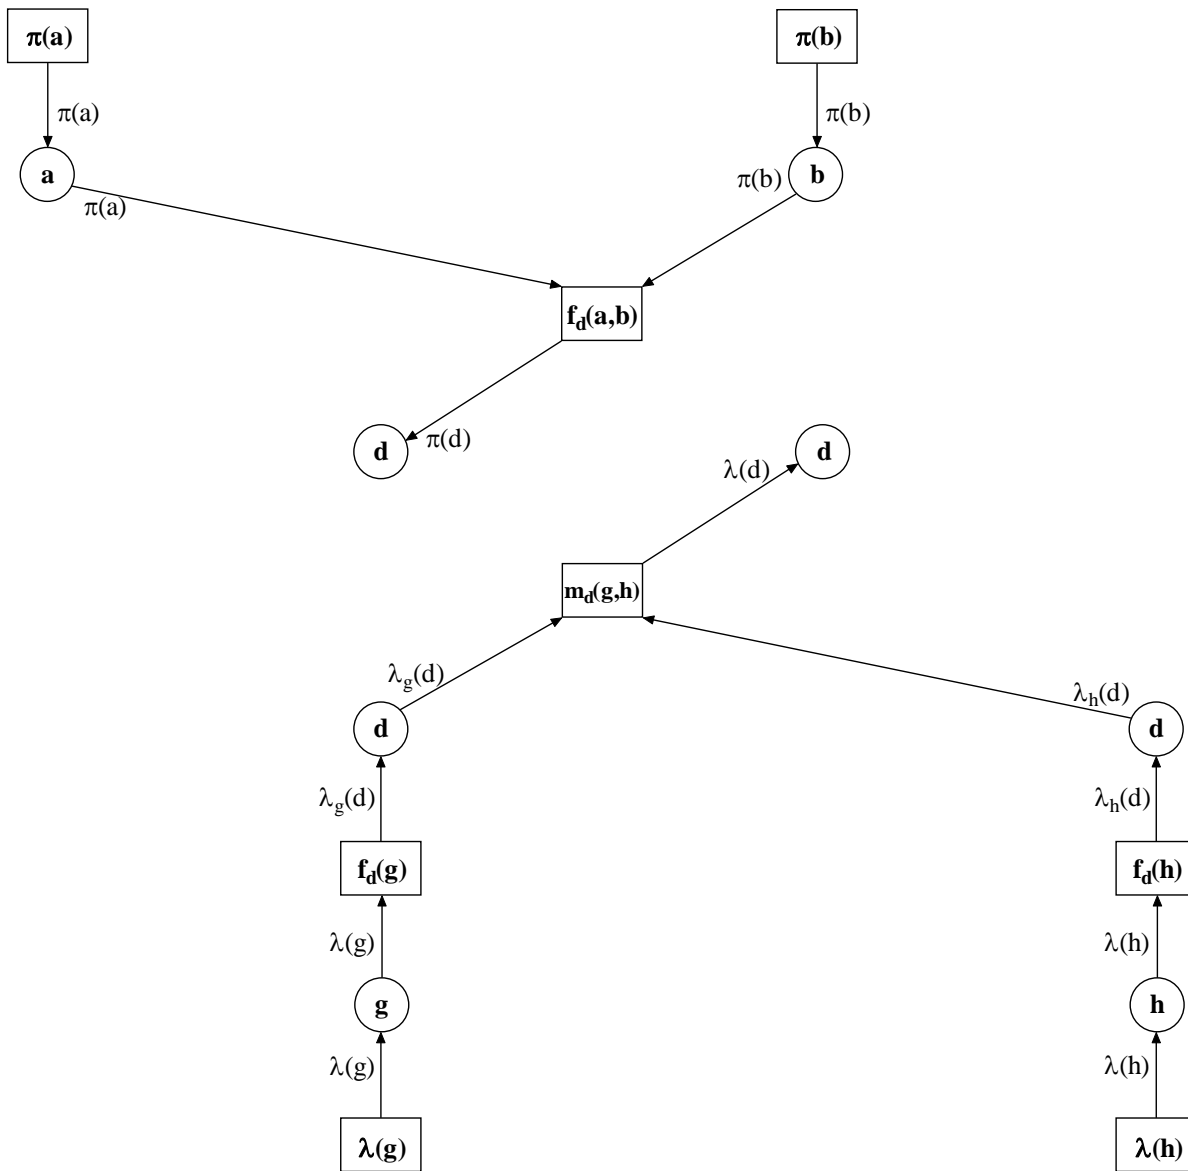 π(a) π(b)
π(a) π(b)
a b
π(a) π(b)
f_d(a,b)
d π(d) d
λ(d)
m_d(g,h)
λ_g(d) λ_h(d)
d d
λ_g(d) λ_h(d)
f_d(g) f_d(h)
λ(g) λ(h)
g h
λ(g) λ(h)
λ(g) λ(h)